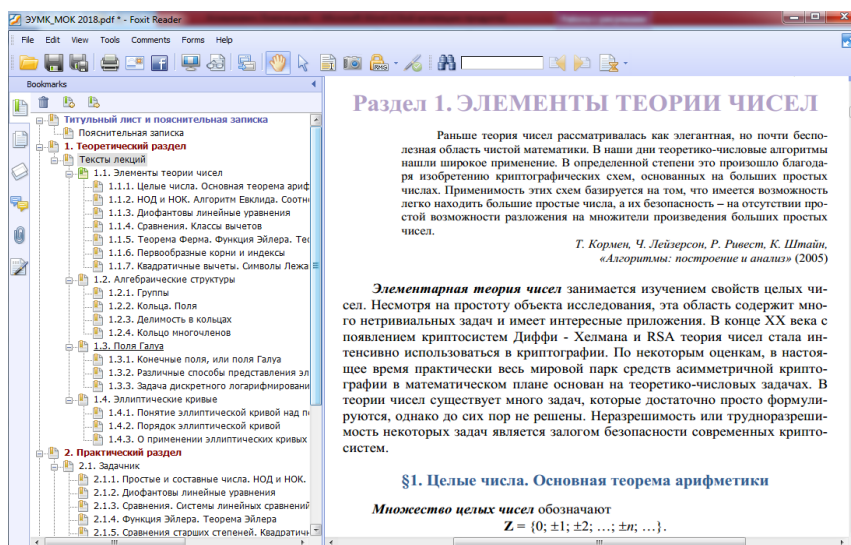 ЭУМК_МОК 2018.pdf * - Foxit Reader
File Edit View Tools Comments Forms Help
Bookmarks
Титульный лист и пояснительная записка
Пояснительная записка
1. Теоретический раздел
Тексты лекций
1.1. Элементы теории чисел
1.1.1. Целые числа. Основная теорема ариф
1.1.2. НОД и НОК. Алгоритм Евклида. Соотн
1.1.3. Диофантовы линейные уравнения
1.1.4. Сравнения. Классы вычетов
1.1.5. Теорема Ферма. Функция Эйлера. Тео
1.1.6. Первообразные корни и индексы
1.1.7. Квадратичные вычеты. Символы Лежа
1.2. Алгебраические структуры
1.2.1. Группы
1.2.2. Кольца. Поля
1.2.3. Делимость в кольцах
1.2.4. Кольцо многочленов
1.3. Поля Галуа
1.3.1. Конечные поля, или поля Галуа
1.3.2. Различные способы представления эл
1.3.3. Задача дискретного логарифмировани
1.4. Эллиптические кривые
1.4.1. Понятие эллиптической кривой над п
1.4.2. Порядок эллиптической кривой
1.4.3. О применении эллиптических кривых
2. Практический раздел
2.1. Задачник
2.1.1. Простые и составные числа. НОД и НОК.
2.1.2. Диофантовы линейные уравнения
2.1.3. Сравнения. Системы линейных сравнений
2.1.4. Функция Эйлера. Теорема Эйлера
2.1.5. Сравнения старших степеней. Квадратич
Раздел 1. ЭЛЕМЕНТЫ ТЕОРИИ ЧИСЕЛ
Раньше теория чисел рассматривалась как элегантная, но почти беспо-
лезная область чистой математики. В наши дни теоретико-числовые алгоритмы
нашли широкое применение. В определенной степени это произошло благода-
ря изобретению криптографических схем, основанных на больших простых
числах. Применимость этих схем базируется на том, что имеется возможность
легко находить большие простые числа, а их безопасность – на отсутствии про-
стой возможности разложения на множители произведения больших простых
чисел.
Т. Кормен, Ч. Лейзерсон, Р. Ривест, К. Штайн,
«Алгоритмы: построение и анализ» (2005)
Элементарная теория чисел занимается изучением свойств целых чи-
сел. Несмотря на простоту объекта исследования, эта область содержит мно-
го нетривиальных задач и имеет интересные приложения. В конце XX века с
появлением криптосистем Диффи - Хелмана и RSA теория чисел стала ин-
тенсивно использоваться в криптографии. По некоторым оценкам, в настоя-
щее время практически весь мировой парк средств асимметричной крипто-
графии в математическом плане основан на теоретико-числовых задачах. В
теории чисел существует много задач, которые достаточно просто формули-
руются, однако до сих пор не решены. Неразрешимость или трудноразреши-
мость некоторых задач является залогом безопасности современных крипто-
систем.
§1. Целые числа. Основная теорема арифметики
Множество целых чисел обозначают
Z = {0; ±1; ±2; …; ±n; …}.